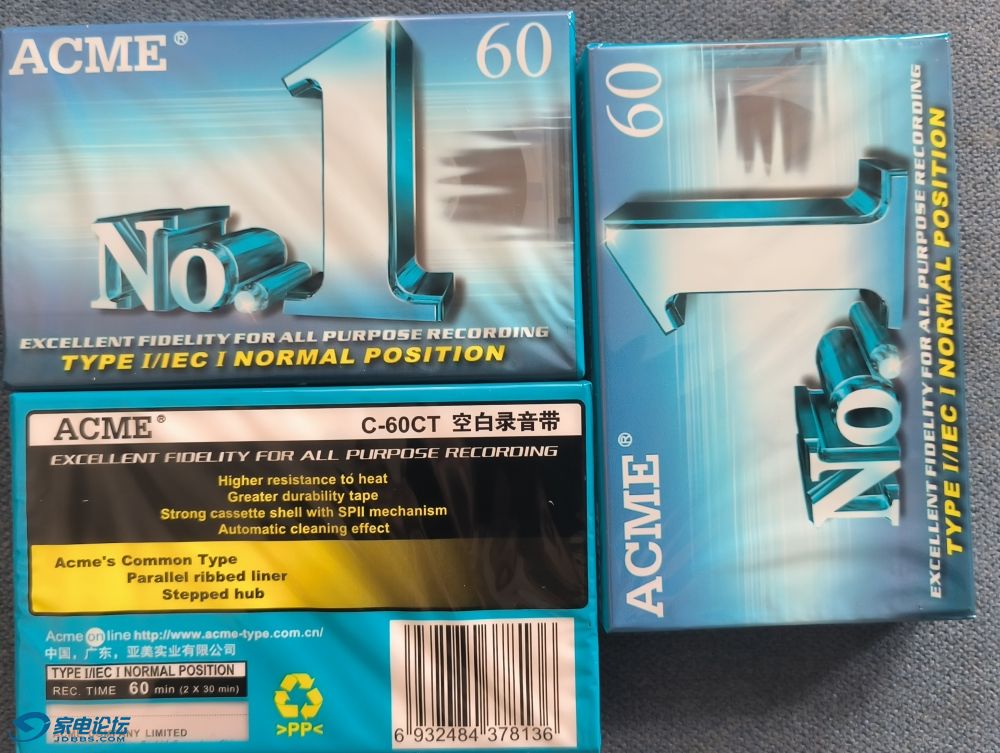 ACME®
60
No.1
EXCELLENT FIDELITY FOR ALL PURPOSE RECORDING
TYPE I/IEC I NORMAL POSITION
60
No.1
ACME®
EXCELLENT FIDELITY FOR ALL PURPOSE RECORDING
TYPE I/IEC I NORMAL POSITION
ACME®
C-60CT 空白录音带
EXCELLENT FIDELITY FOR ALL PURPOSE RECORDING
Higher resistance to heat
Greater durability tape
Strong cassette shell with SPII mechanism
Automatic cleaning effect
Acme's Common Type
Parallel ribbed liner
Stepped hub
Acme on line http://www.acme-type.com.cn/
中国，广东，亚美实业有限公司
TYPE I/IEC I NORMAL POSITION
REC. TIME 60 min (2 X 30 min)
LIMITED
>PP<
6 932484 378136
家电论坛
JDBBS.COM